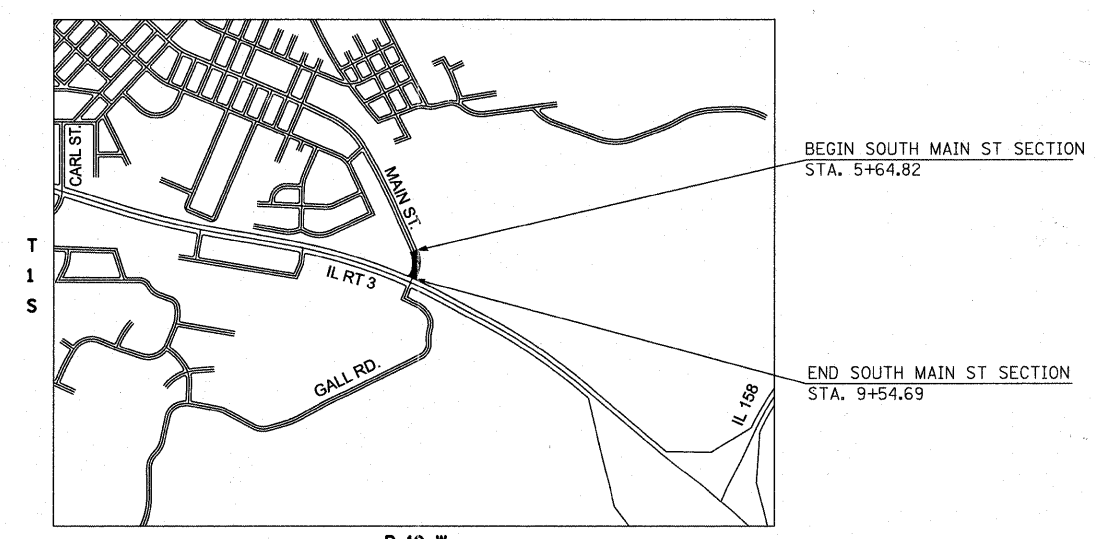 CARL ST.
MAIN ST.
BEGIN SOUTH MAIN ST SECTION
STA. 5+64.82
T
1
S
IL RT 3
GALL RD.
END SOUTH MAIN ST SECTION
STA. 9+54.69
IL 158